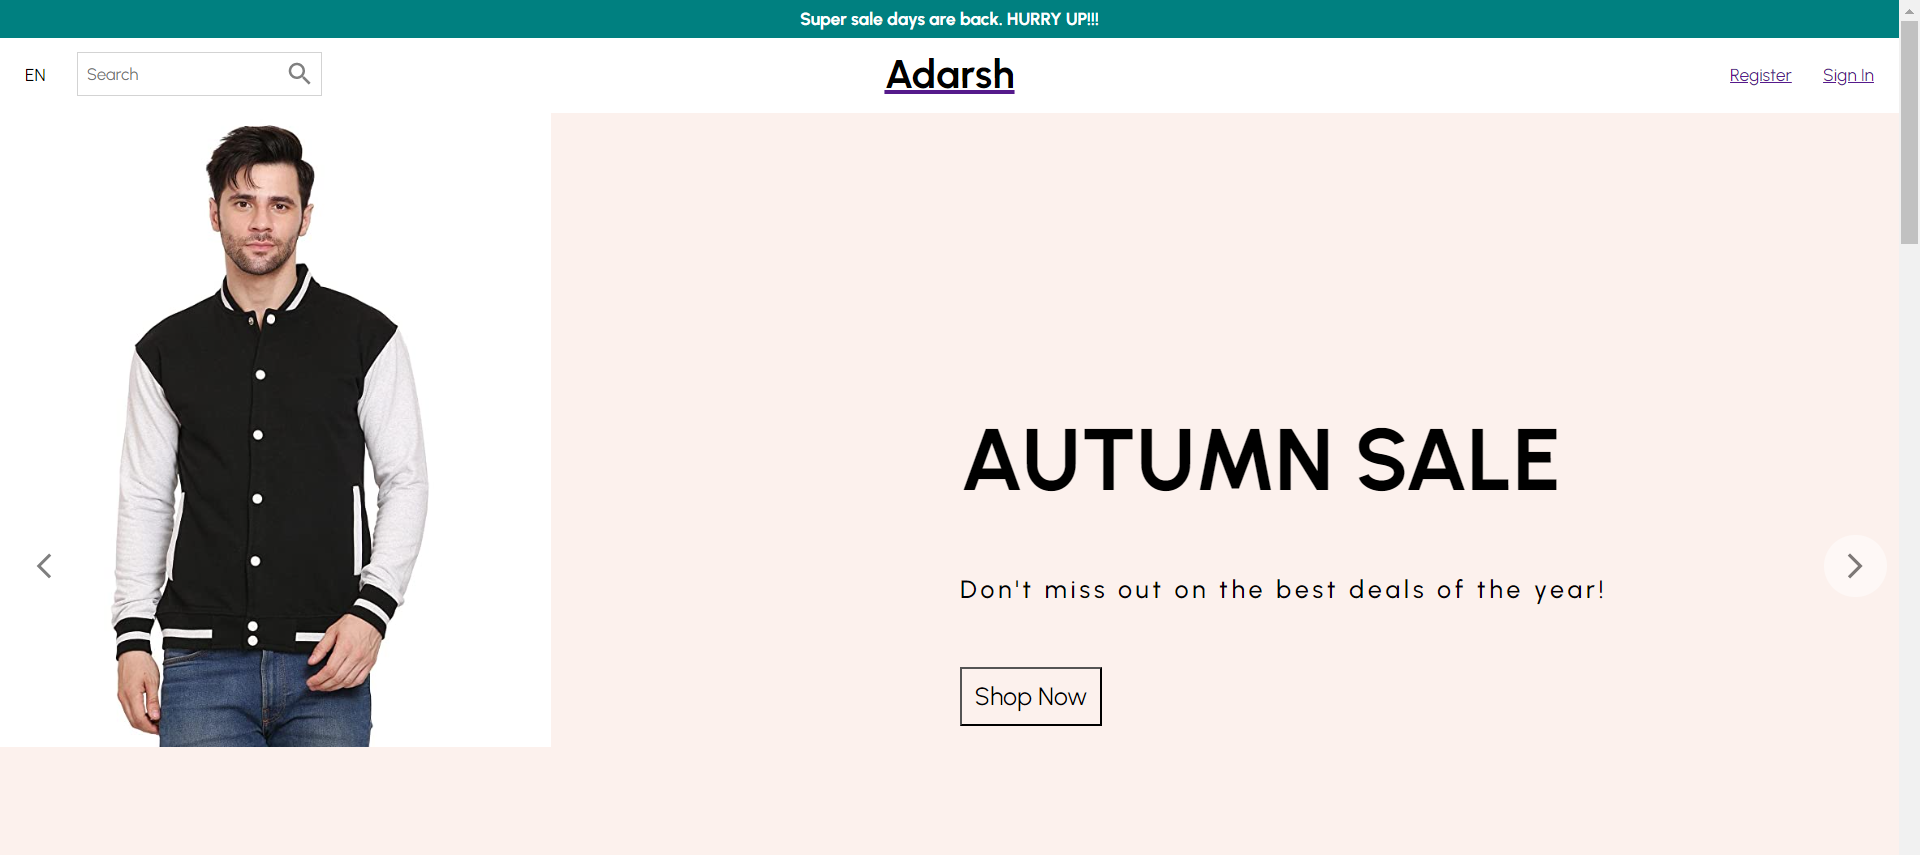 Super sale days are back. HURRY UP!!!
EN
Search
Adarsh
Register
Sign In
AUTUMN SALE
Don't miss out on the best deals of the year!
Shop Now